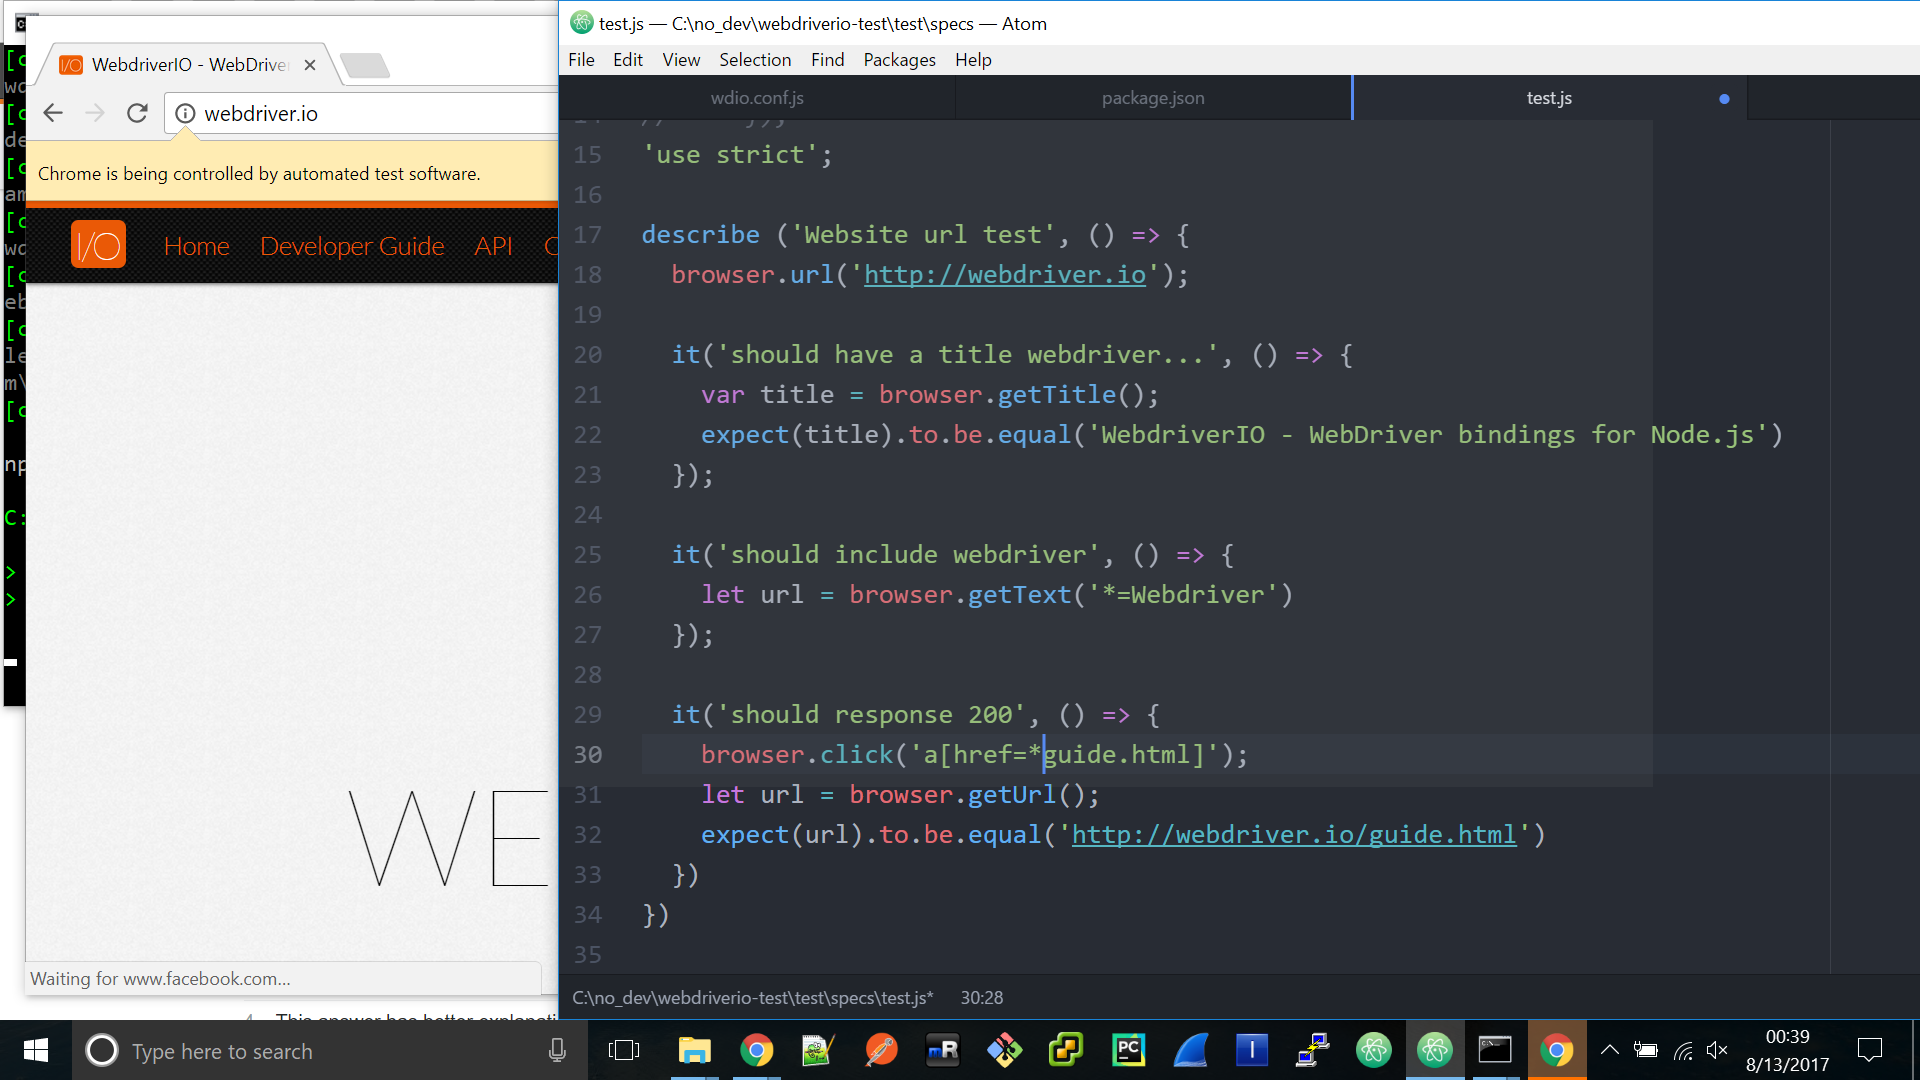 test.js — C:\no_dev\webdriverio-test\test\specs — Atom
File Edit View Selection Find Packages Help
wdio.conf.js package.json test.js
WebdriverIO - WebDrive
webdriver.io
Chrome is being controlled by automated test software.
I/O Home Developer Guide API
WE
Waiting for www.facebook.com...
15 'use strict';
16
17 describe ('Website url test', () => {
18 browser.url('http://webdriver.io');
19
20 it('should have a title webdriver...', () => {
21 var title = browser.getTitle();
22 expect(title).to.be.equal('WebdriverIO - WebDriver bindings for Node.js')
23 });
24
25 it('should include webdriver', () => {
26 let url = browser.getText('*=Webdriver')
27 });
28
29 it('should response 200', () => {
30 browser.click('a[href=*guide.html]');
31 let url = browser.getUrl();
32 expect(url).to.be.equal('http://webdriver.io/guide.html')
33 })
34 })
35
C:\no_dev\webdriverio-test\test\specs\test.js* 30:28
Type here to search
mR
PC
I
00:39
8/13/2017